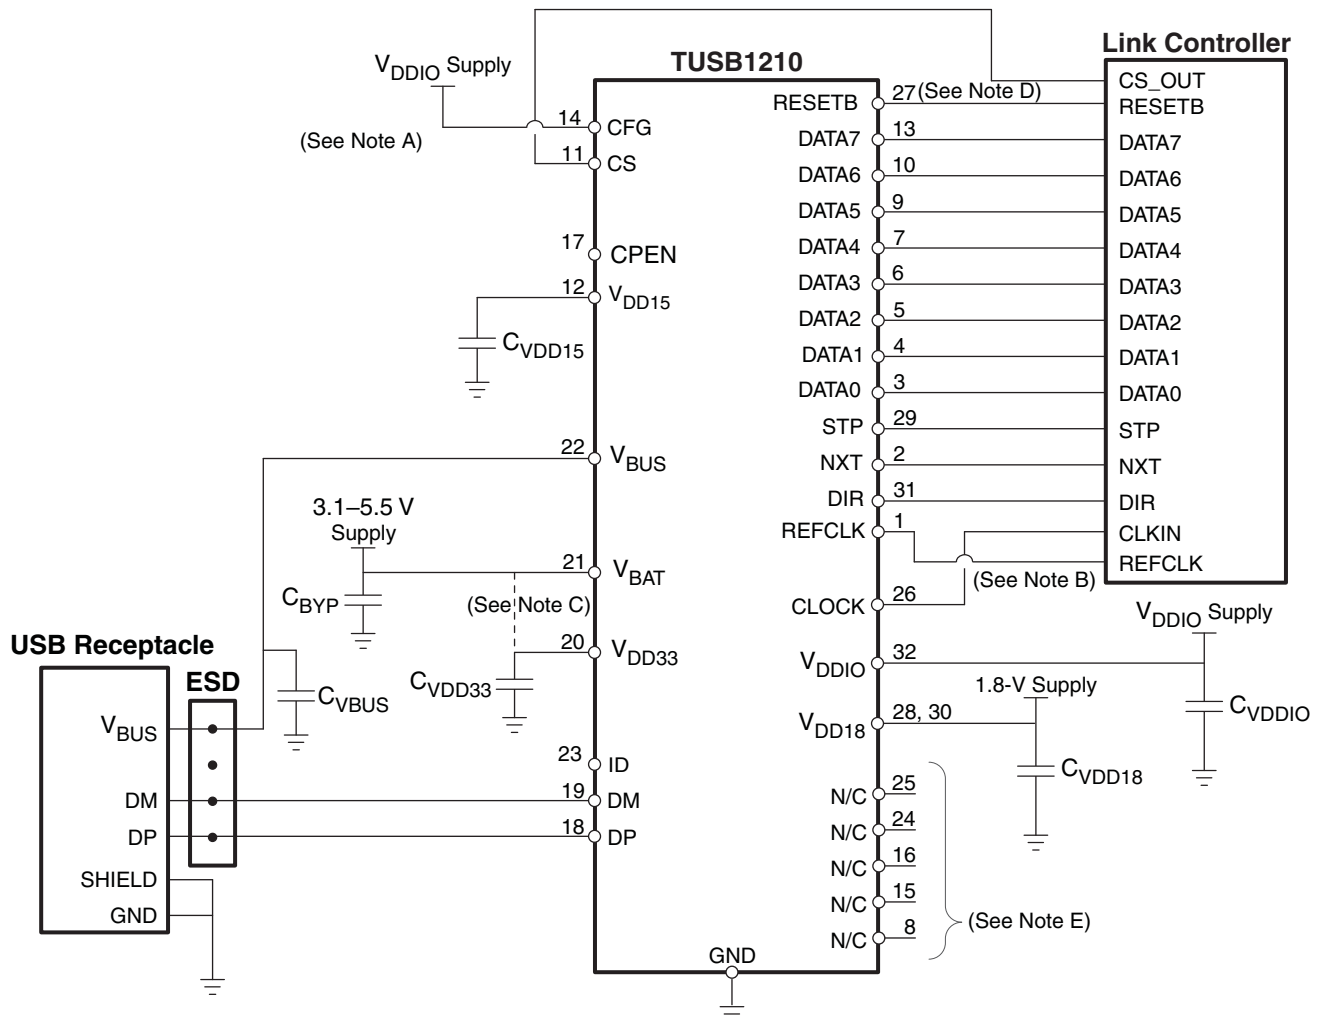 TUSB1210
Link Controller
VDDIO Supply
(See Note A)
14 CFG
11 CS
17 CPEN
12 VDD15
CVDD15
22 VBUS
3.1–5.5 V
Supply
21 VBAT
CBYP
(See Note C)
20 VDD33
CVDD33
USB Receptacle
ESD
CVBUS
VBUS
DM
DP
SHIELD
GND
23 ID
19 DM
18 DP
GND
RESETB 27 (See Note D)
DATA7 13
DATA6 10
DATA5 9
DATA4 7
DATA3 6
DATA2 5
DATA1 4
DATA0 3
STP 29
NXT 2
DIR 31
REFCLK 1
CLOCK 26
(See Note B)
VDDIO 32
VDD18 28, 30
N/C 25
N/C 24
N/C 16
N/C 15
N/C 8
(See Note E)
CS_OUT
RESETB
DATA7
DATA6
DATA5
DATA4
DATA3
DATA2
DATA1
DATA0
STP
NXT
DIR
CLKIN
REFCLK
VDDIO Supply
CVDDIO
1.8-V Supply
CVDD18